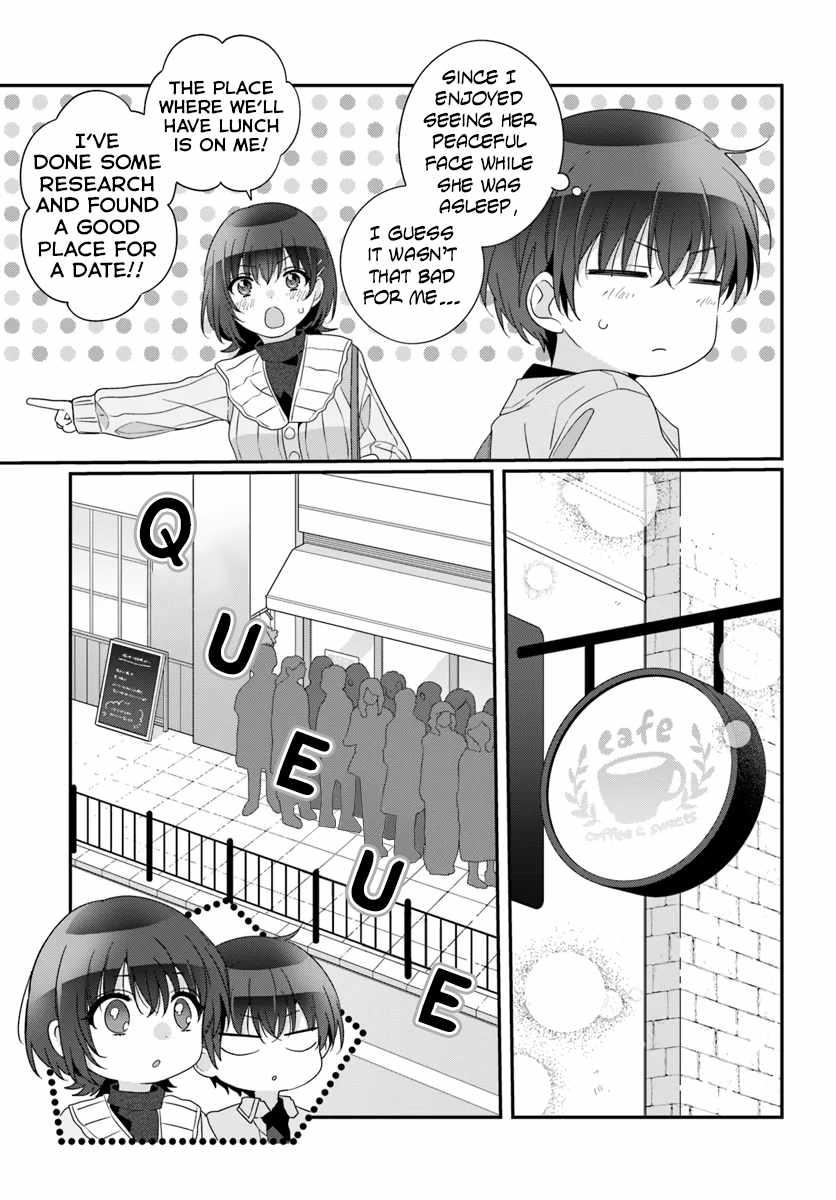 SINCE I
ENJOYED
SEEING HER
PEACEFUL
FACE WHILE
SHE WAS
ASLEEP,
I GUESS
IT WASN'T
THAT BAD
FOR ME...
THE PLACE
WHERE WE'LL
HAVE LUNCH
IS ON ME!
I'VE
DONE SOME
RESEARCH
AND FOUND
A GOOD
PLACE FOR
A DATE!!
cafe
coffee & sweets
QUEUE